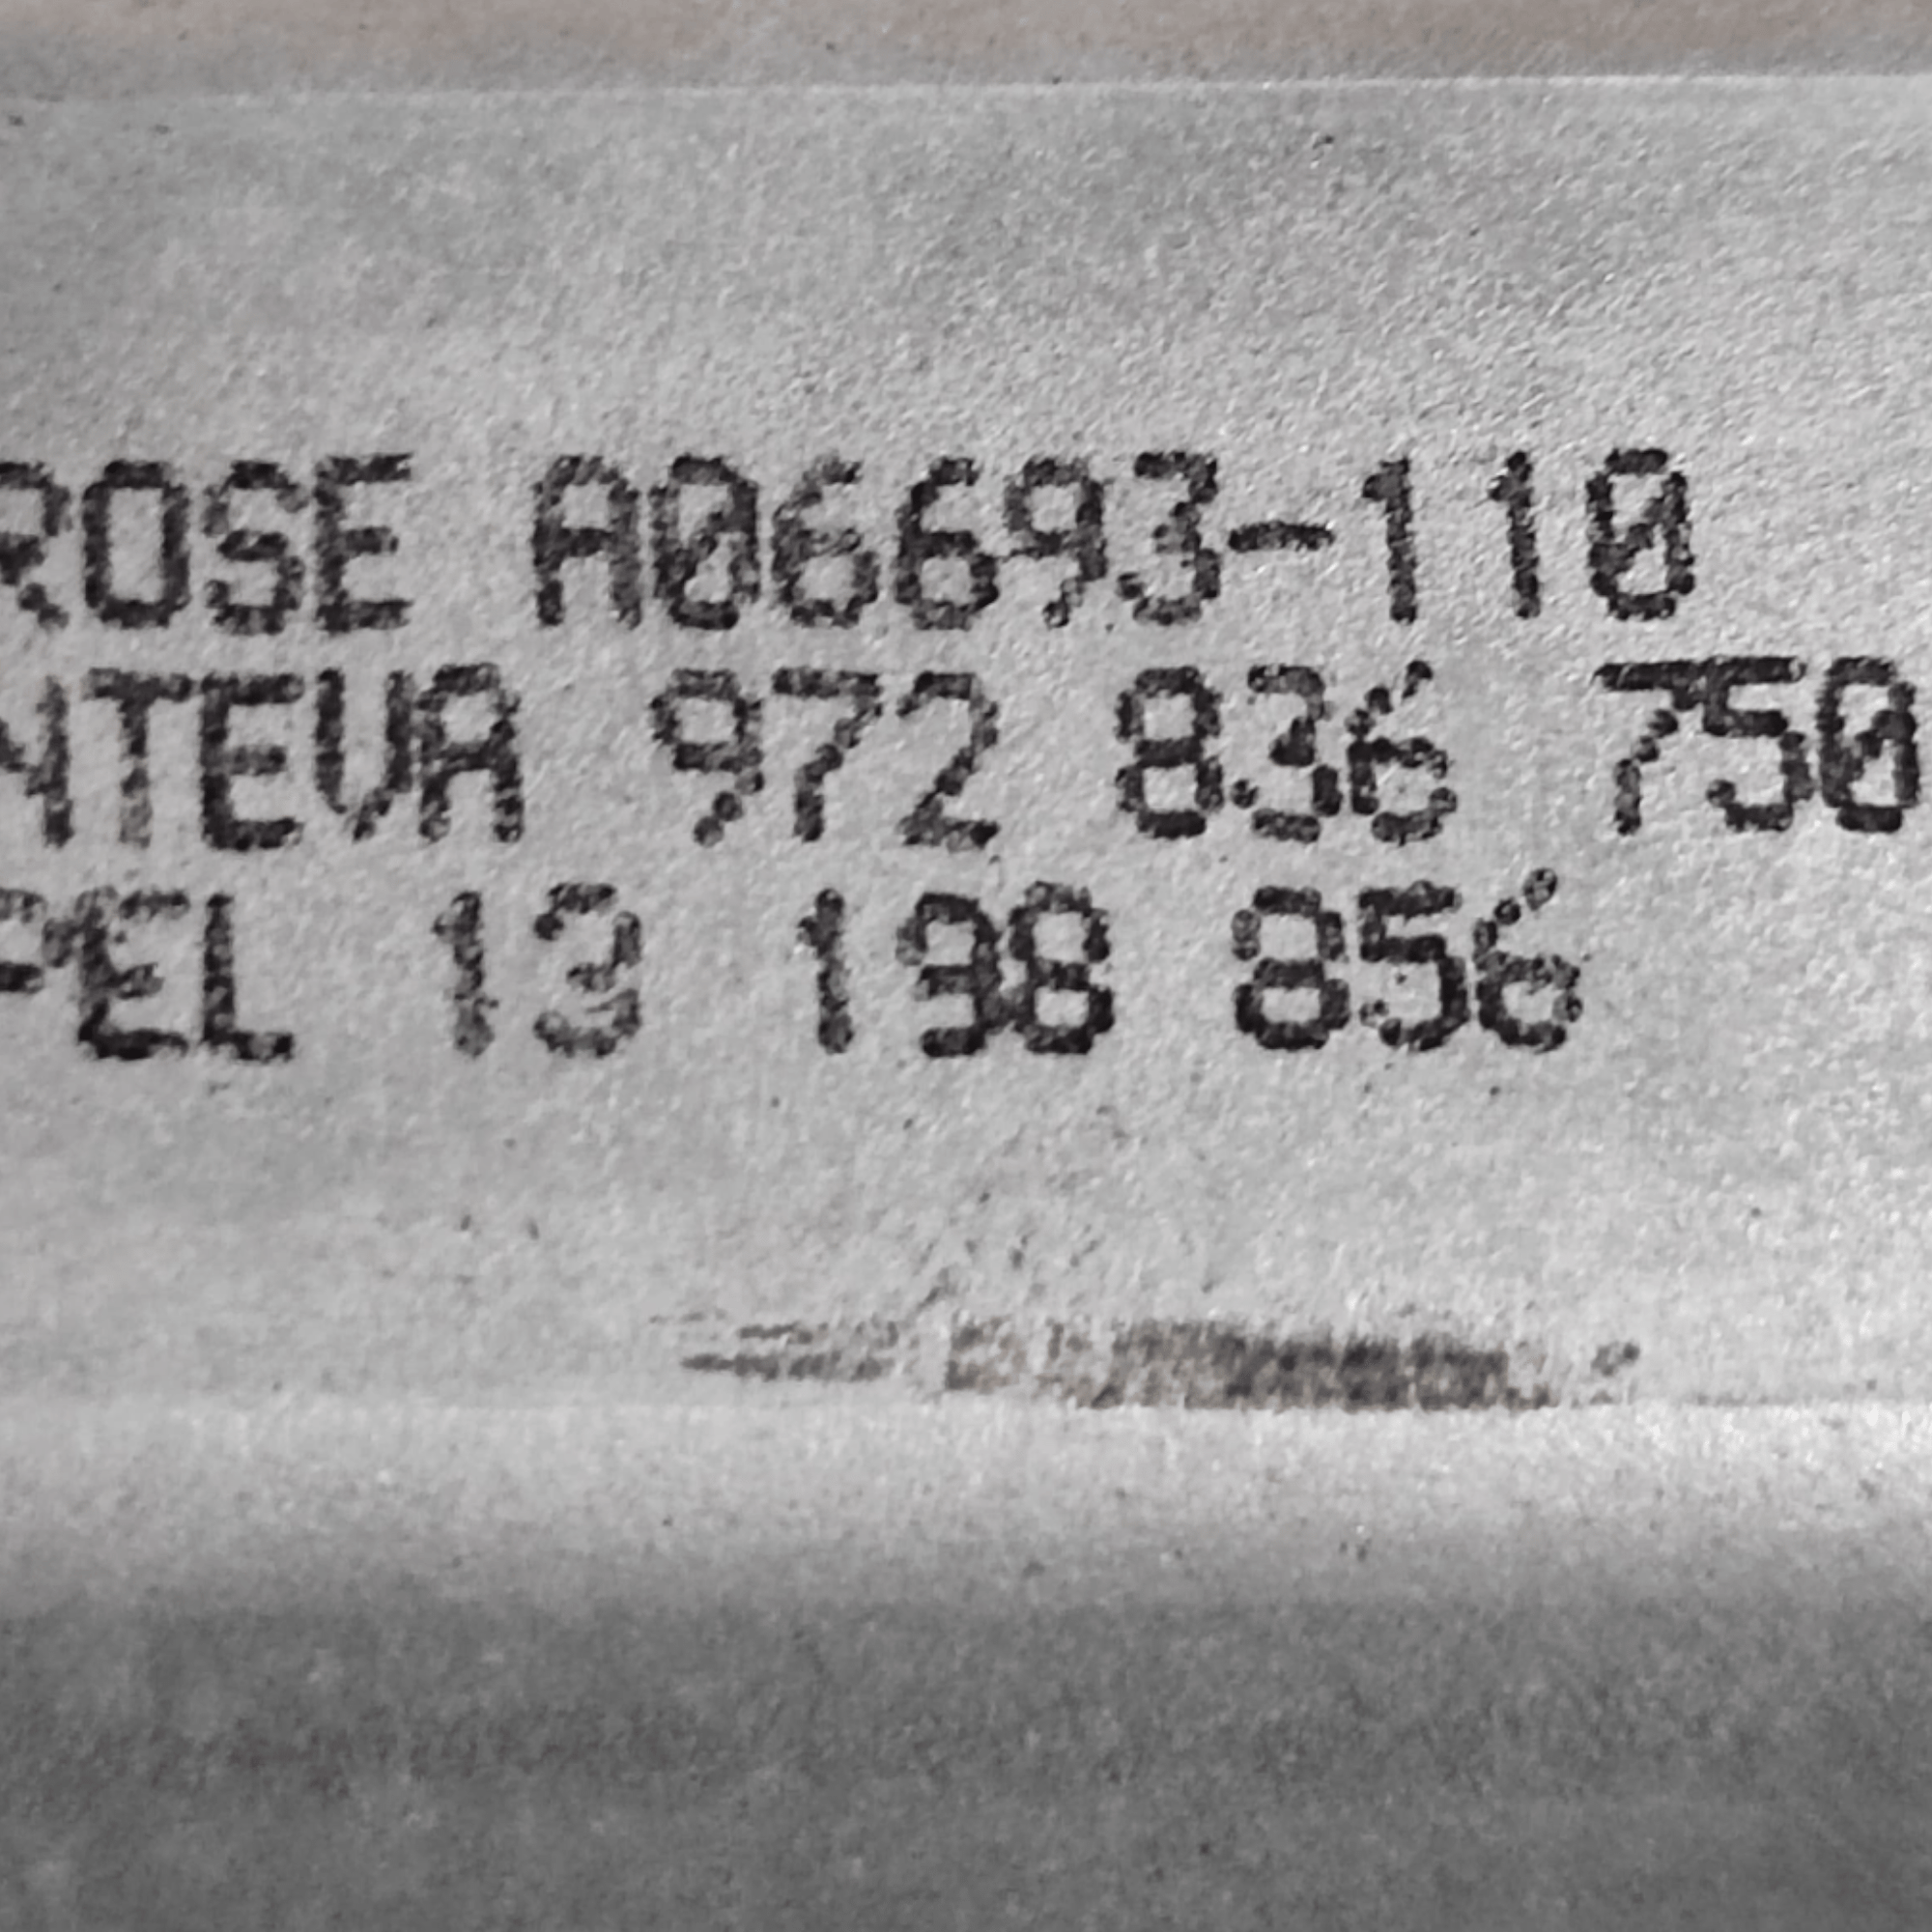 ROSE A06693-110
NTEVA 972 836 750
PEL 13 198 856